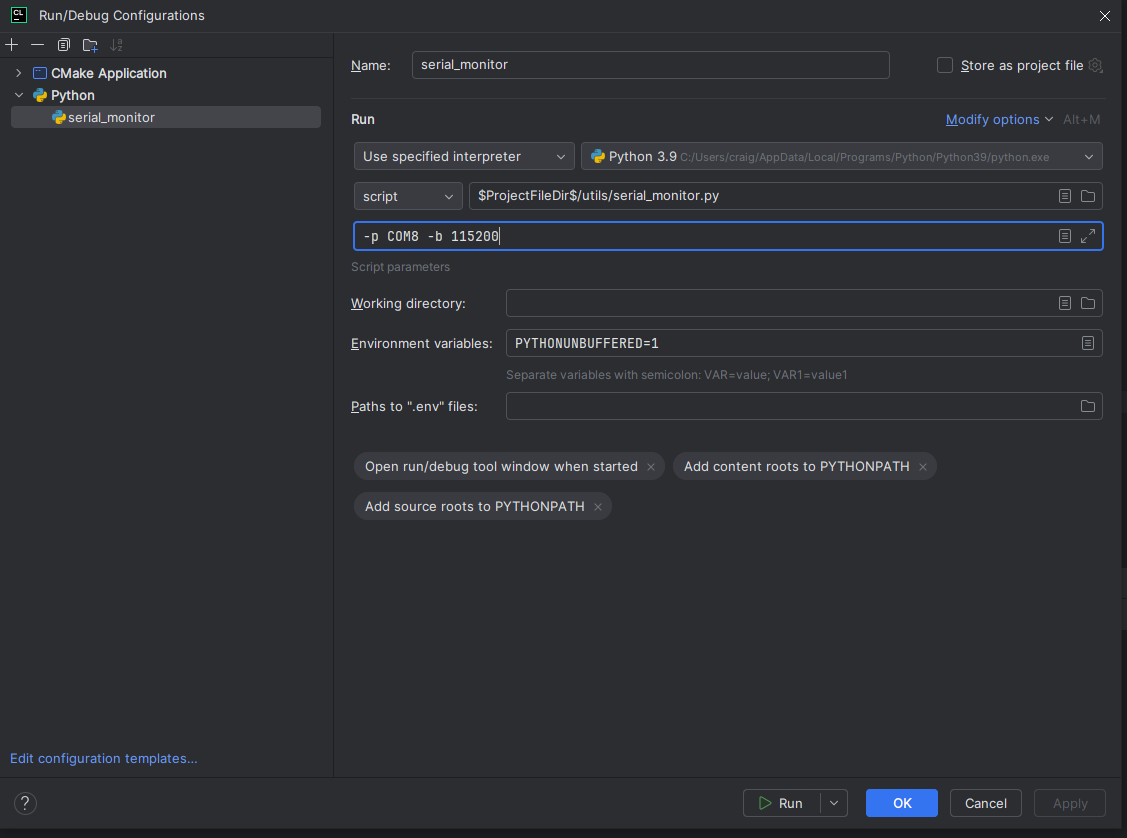 CL
Run/Debug Configurations
CMake Application
Python
serial_monitor
Name:
serial_monitor
Store as project file
Run
Modify options
Alt+M
Use specified interpreter
Python 3.9 C:/Users/craig/AppData/Local/Programs/Python/Python39/python.exe
script
$ProjectFileDir$/utils/serial_monitor.py
-p COM8 -b 115200
Script parameters
Working directory:
Environment variables:
PYTHONUNBUFFERED=1
Separate variables with semicolon: VAR=value; VAR1=value1
Paths to ".env" files:
Open run/debug tool window when started
Add content roots to PYTHONPATH
Add source roots to PYTHONPATH
Edit configuration templates...
?
Run
OK
Cancel
Apply